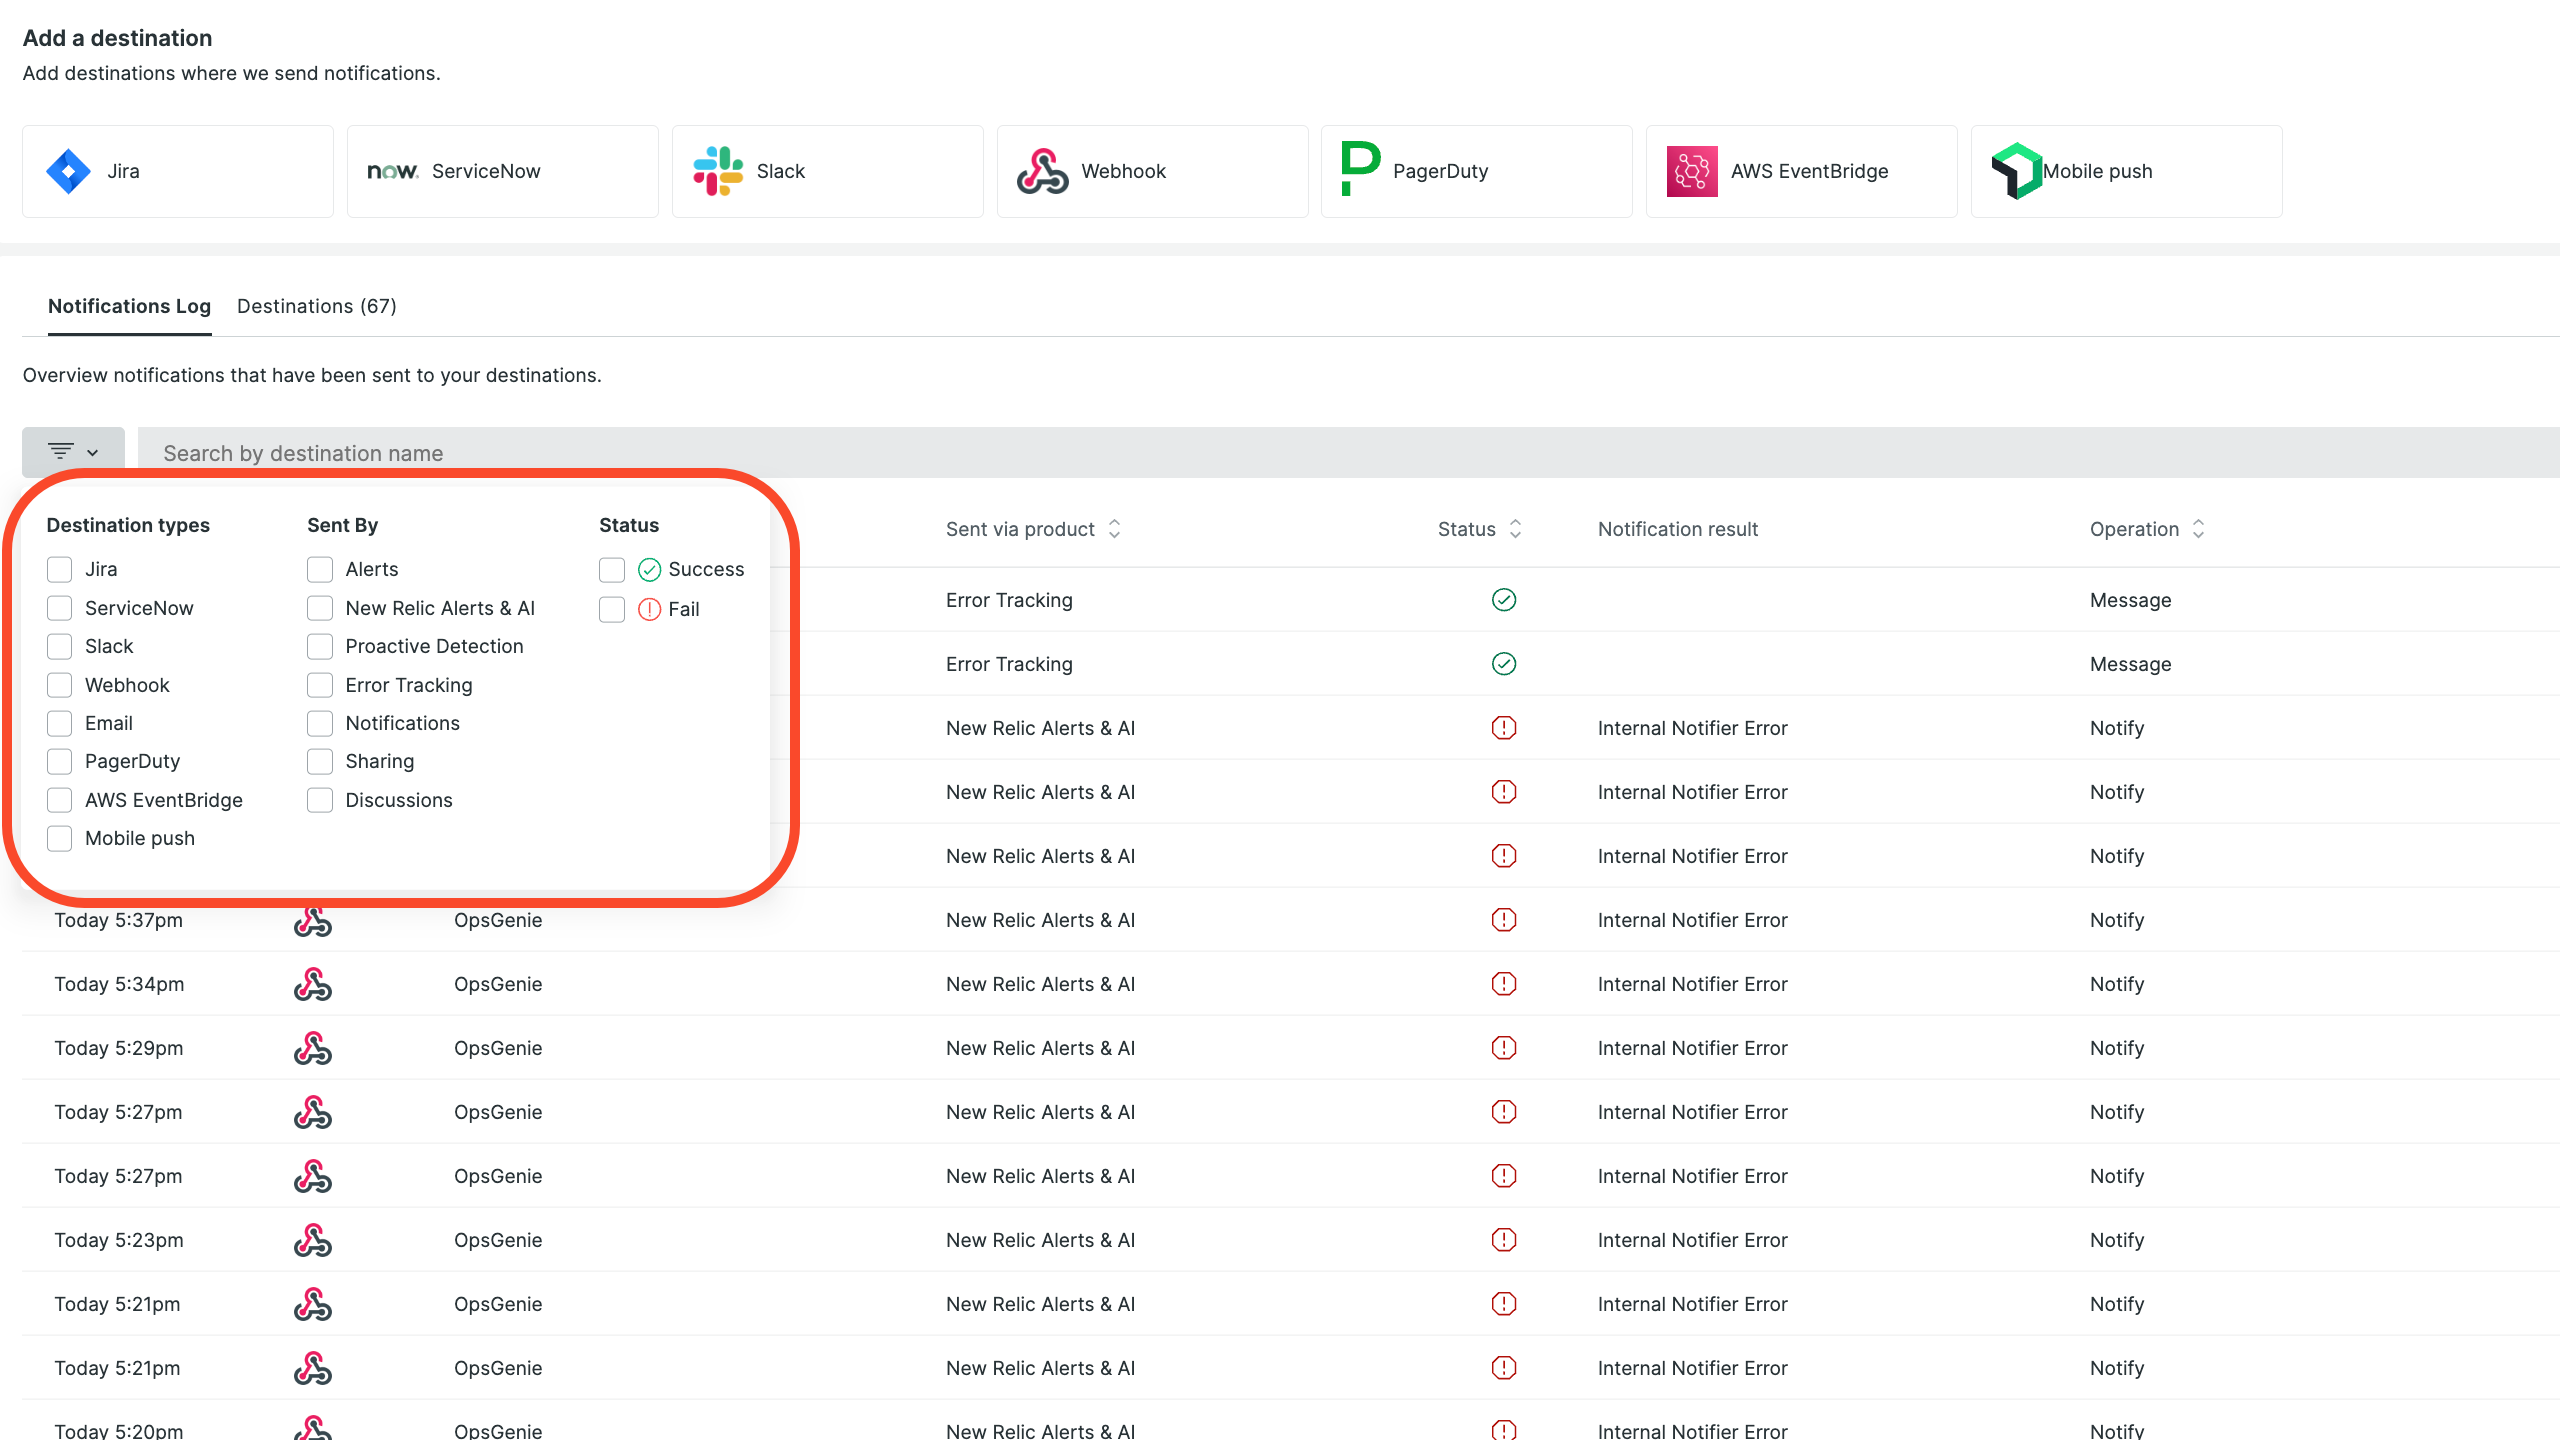 Add a destination
Add destinations where we send notifications.
Jira
now. ServiceNow
Slack
Webhook
PagerDuty
AWS EventBridge
Mobile push
Notifications Log Destinations (67)
Overview notifications that have been sent to your destinations.
Search by destination name
Destination types Sent By Status
Jira Alerts Success
ServiceNow New Relic Alerts & AI Fail
Slack Proactive Detection
Webhook Error Tracking
Email Notifications
PagerDuty Sharing
AWS EventBridge Discussions
Mobile push
Sent via product Status Notification result Operation
Error Tracking Message
Error Tracking Message
New Relic Alerts & AI Internal Notifier Error Notify
New Relic Alerts & AI Internal Notifier Error Notify
New Relic Alerts & AI Internal Notifier Error Notify
Today 5:37pm OpsGenie New Relic Alerts & AI Internal Notifier Error Notify
Today 5:34pm OpsGenie New Relic Alerts & AI Internal Notifier Error Notify
Today 5:29pm OpsGenie New Relic Alerts & AI Internal Notifier Error Notify
Today 5:27pm OpsGenie New Relic Alerts & AI Internal Notifier Error Notify
Today 5:27pm OpsGenie New Relic Alerts & AI Internal Notifier Error Notify
Today 5:23pm OpsGenie New Relic Alerts & AI Internal Notifier Error Notify
Today 5:21pm OpsGenie New Relic Alerts & AI Internal Notifier Error Notify
Today 5:21pm OpsGenie New Relic Alerts & AI Internal Notifier Error Notify
Today 5:20pm OpsGenie New Relic Alerts & AI Internal Notifier Error Notify